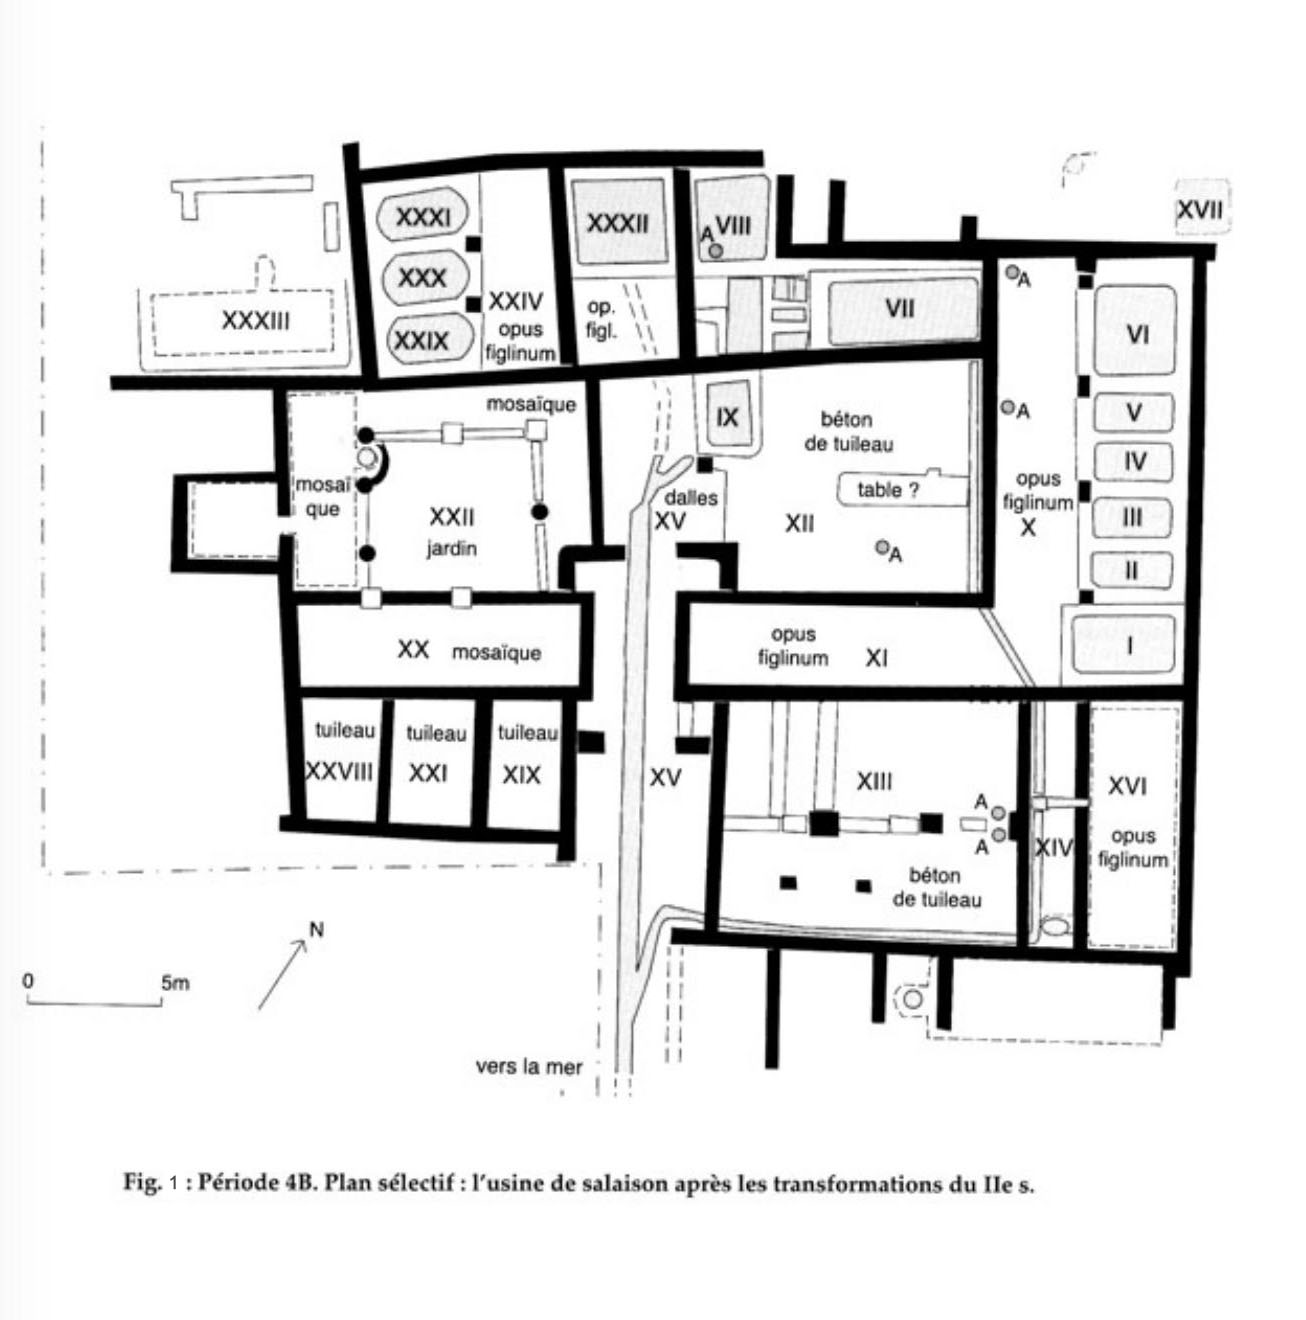 XVII
XXXI
XXXII
A
VIII
XXX
A
XXIV
opus
figlinum
op.
figl.
VII
XXXIII
XXIX
VI
mosaïque
IX
béton
de tuileau
A
V
IV
mosaï
que
XXII
jardin
dalles
XV
table ?
XII
A
opus
figlinum
X
III
II
XX mosaïque
opus
figlinum XI
I
tuileau
XXVIII
tuileau
XXI
tuileau
XIX
XV
XIII
A
A
XIV
XVI
opus
figlinum
béton
de tuileau
N
0 5m
vers la mer
Fig. 1 : Période 4B. Plan sélectif : l'usine de salaison après les transformations du IIe s.